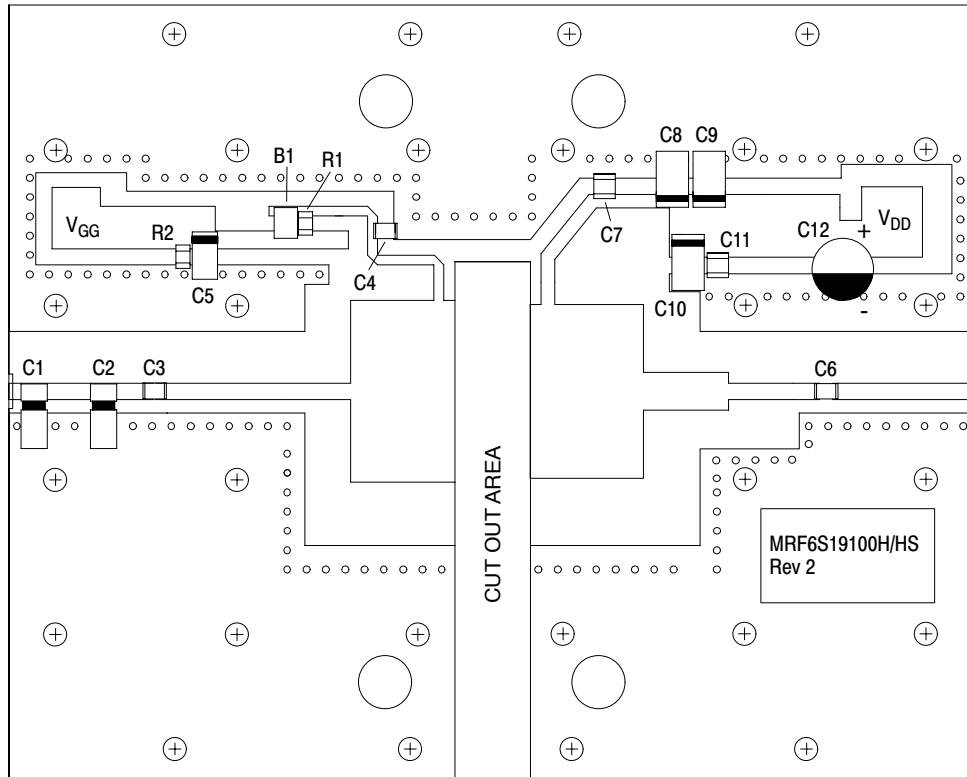 C8 C9
B1 R1
VGG
R2
C5
C4
C7
C11
C12
+
VDD
C10
-
C1 C2 C3
C6
CUT OUT AREA
MRF6S19100H/HS
Rev 2